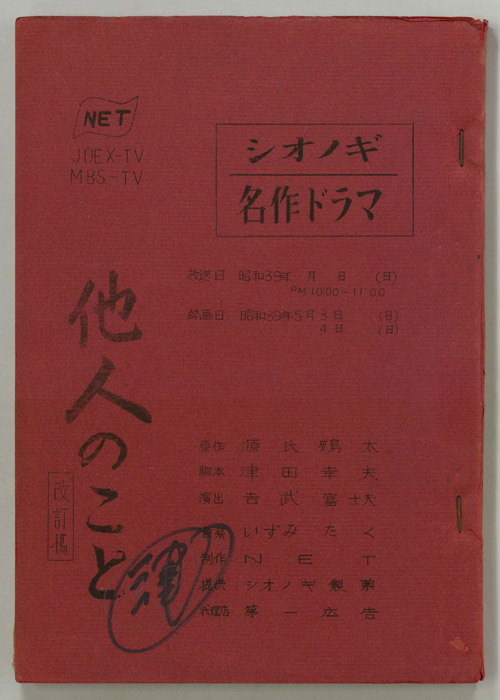 NET
JOEX-TV
MBS-TV
シオノギ
名作ドラマ
放送日 昭和39年 月 日 (日)
PM10:00-11:00
録画日 昭和39年5月3日 (日)
4日 (日)
他人のこと
改訂稿
原作 源氏鶏太
脚本 津田幸夫
演出 吉武富士夫
音楽 いずみたく
制作 NET
提供 シオノギ製薬
代理店 第一広告